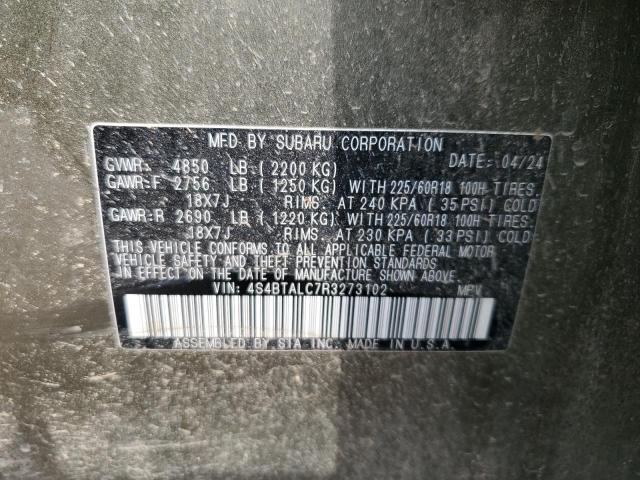 MFD. BY SUBARU CORPORATION
GVWR: 4850 LB ( 2200 KG) DATE: 04/24
GAWR:F 2756 LB ( 1250 KG) WITH 225/60R18 100H TIRES,
18X7J RIMS, AT 240 KPA ( 35 PSI) COLD
GAWR:R 2690 LB ( 1220 KG) WITH 225/60R18 100H TIRES,
18X7J RIMS, AT 230 KPA ( 33 PSI) COLD
THIS VEHICLE CONFORMS TO ALL APPLICABLE FEDERAL MOTOR
VEHICLE SAFETY AND THEFT PREVENTION STANDARDS
IN EFFECT ON THE DATE OF MANUFACTURE SHOWN ABOVE.
VIN: 4S4BTALC7R3273102 MPV
ASSEMBLED BY SIA INC. MADE IN U.S.A.